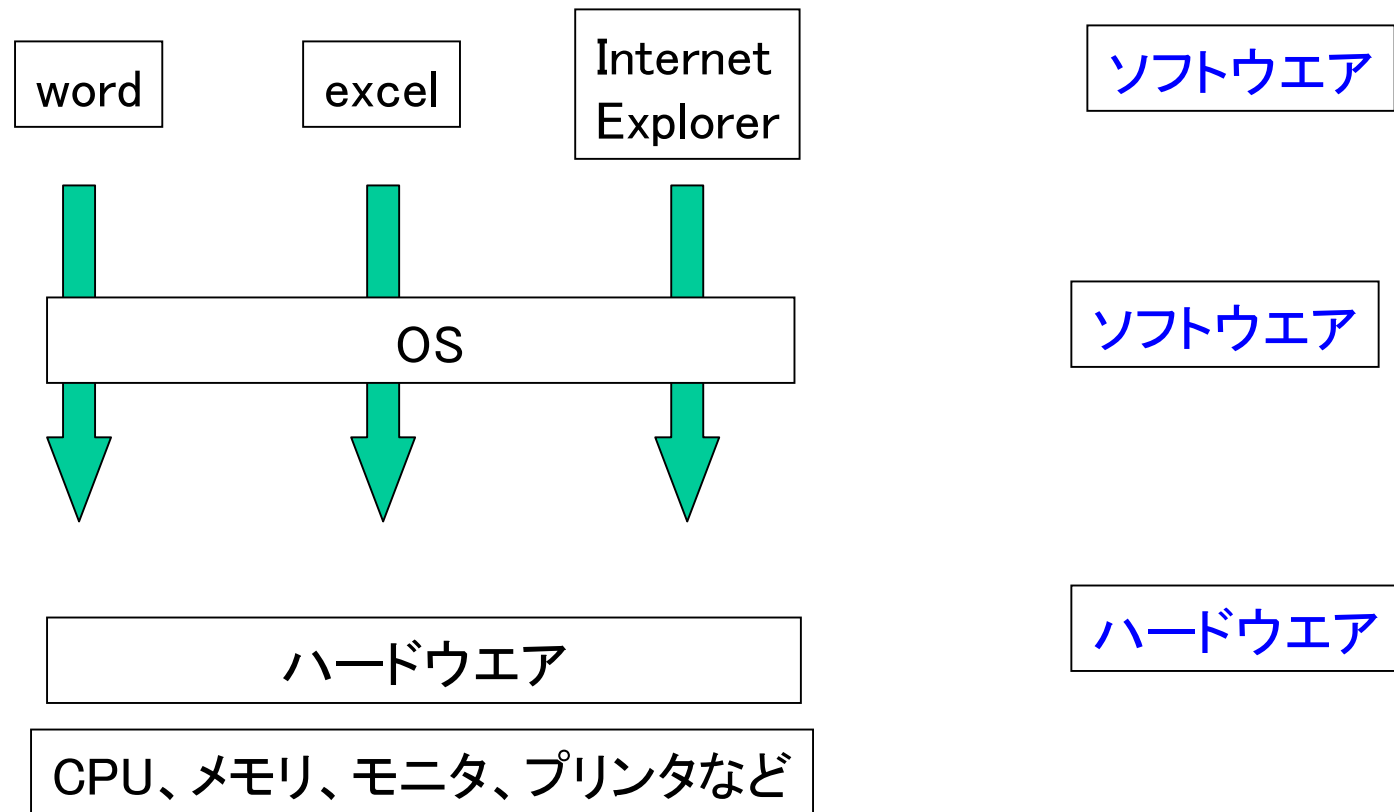 word
excel
Internet
Explorer
ソフトウエア
OS
ソフトウエア
ハードウエア
ハードウエア
CPU、メモリ、モニタ、プリンタなど